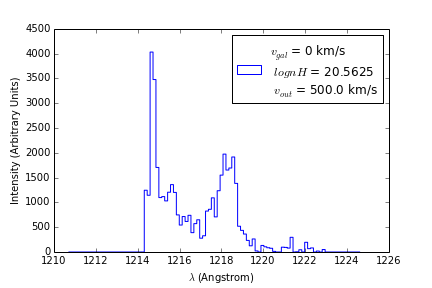 4500
4000
3500
3000
2500
2000
1500
1000
500
0
Intensity (Arbitrary Units)
v_gal = 0 km/s
lognH = 20.5625
v_out = 500.0 km/s
1210 1212 1214 1216 1218 1220 1222 1224 1226
λ (Angstrom)